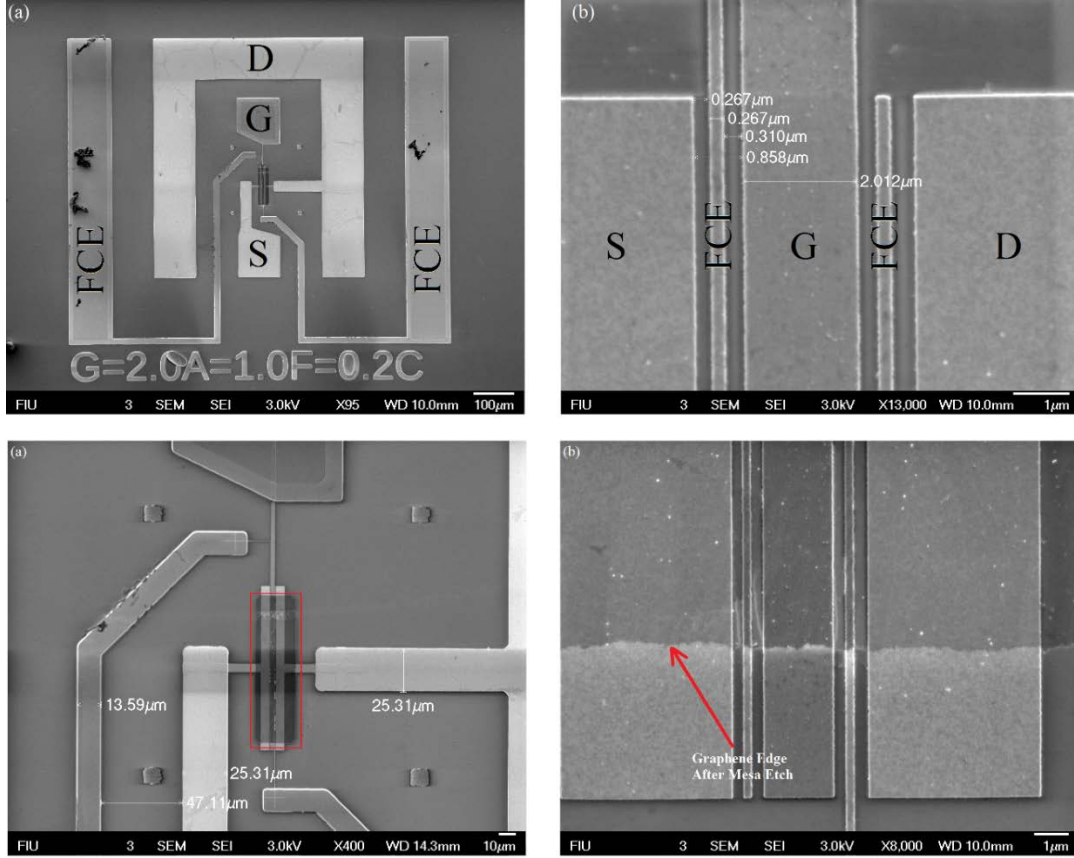 (a)
D
G
S
FCE
FCE
G=2.0A=1.0F=0.2C
FIU 3 SEM SEI 3.0kV X95 WD 10.0mm 100µm
(b)
0.267µm
0.267µm
0.310µm
0.858µm
2.012µm
S
FCE
G
FCE
D
FIU 3 SEM SEI 3.0kV X13,000 WD 10.0mm 1µm
(a)
13.59µm
25.31µm
25.31µm
47.11µm
FIU 3 SEM SEI 3.0kV X400 WD 14.3mm 10µm
(b)
Graphene Edge
After Mesa Etch
FIU 3 SEM SEI 3.0kV X8,000 WD 10.0mm 1µm